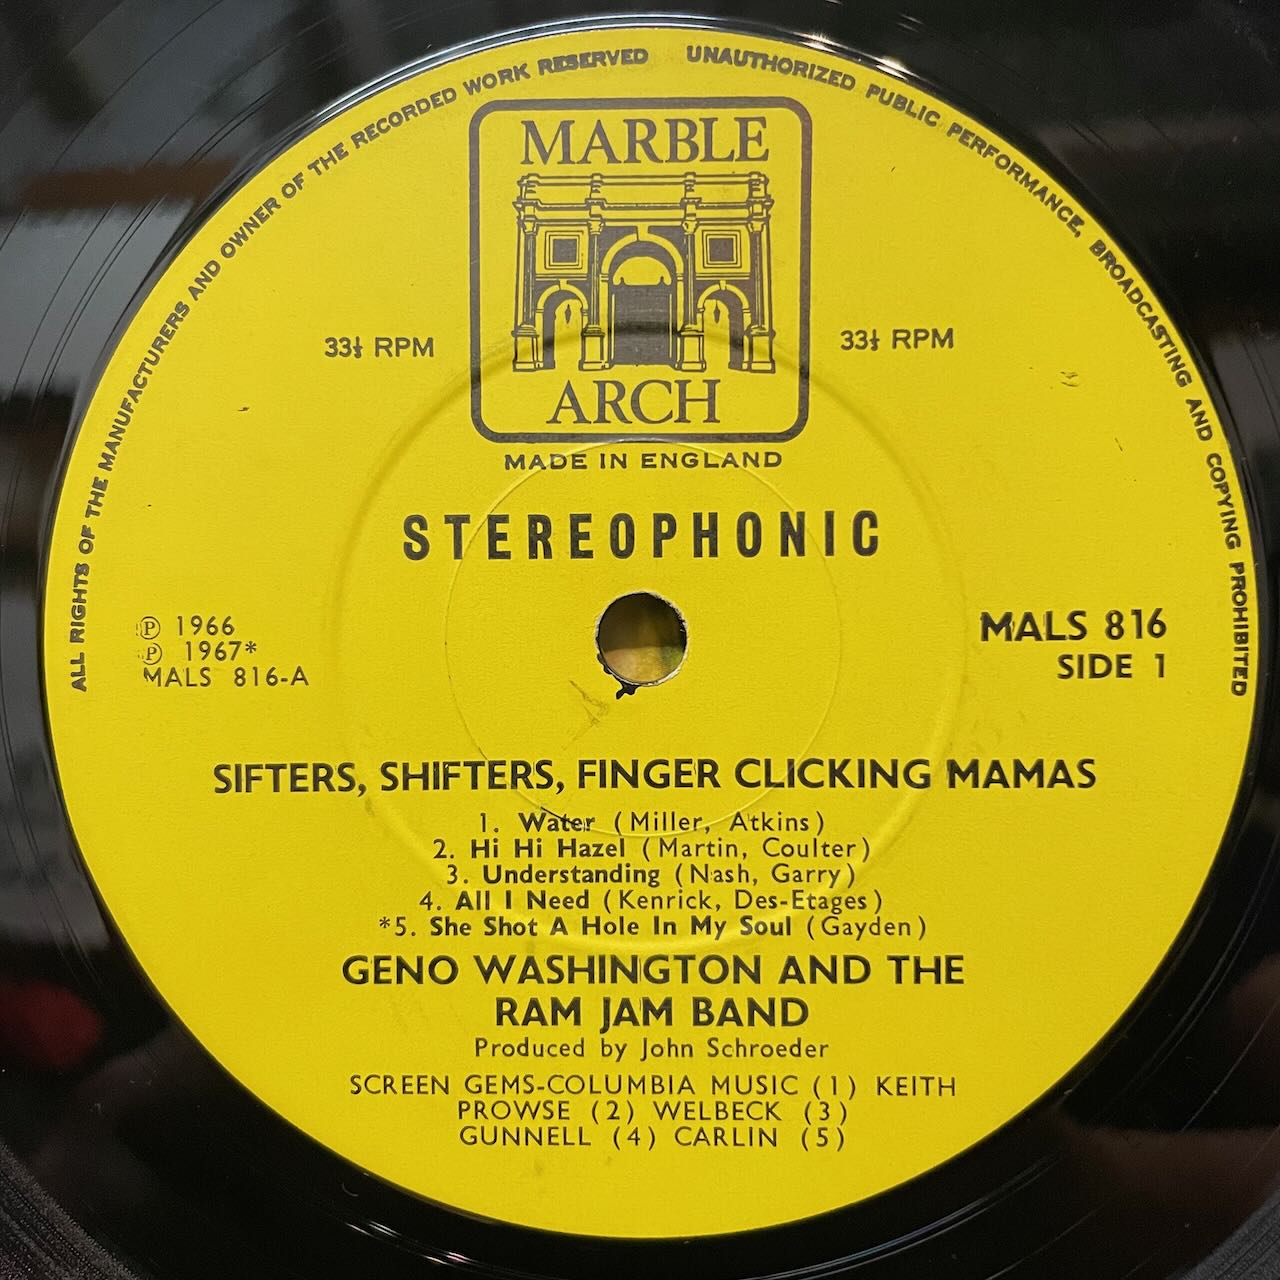 ALL RIGHTS OF THE MANUFACTURERS AND OWNER OF THE RECORDED WORK RESERVED UNAUTHORIZED PUBLIC PERFORMANCE, BROADCASTING AND COPYING PROHIBITED
MARBLE
ARCH
33⅓ RPM
33⅓ RPM
MADE IN ENGLAND
STEREOPHONIC
Ⓟ 1966
Ⓟ 1967*
MALS 816-A
MALS 816
SIDE 1
SIFTERS, SHIFTERS, FINGER CLICKING MAMAS
1. Water (Miller, Atkins)
2. Hi Hi Hazel (Martin, Coulter)
3. Understanding (Nash, Garry)
4. All I Need (Kenrick, Des-Etages)
*5. She Shot A Hole In My Soul (Gayden)
GENO WASHINGTON AND THE
RAM JAM BAND
Produced by John Schroeder
SCREEN GEMS-COLUMBIA MUSIC (1) KEITH
PROWSE (2) WELBECK (3)
GUNNELL (4) CARLIN (5)